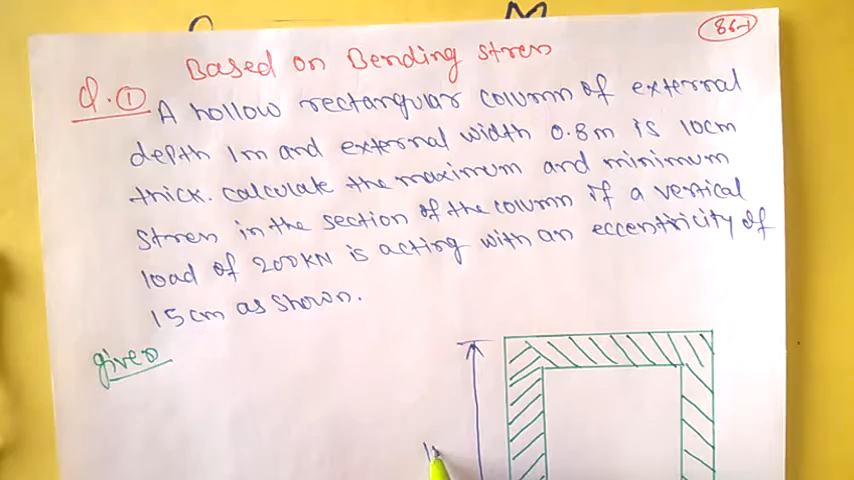 86-1
Based on Bending stress
Q.① A hollow rectangular column of external
depth 1m and external width 0.8m is 10cm
thick. calculate the maximum and minimum
stress in the section of the column if a vertical
load of 200kN is acting with an eccentricity of
15cm as shown.
given